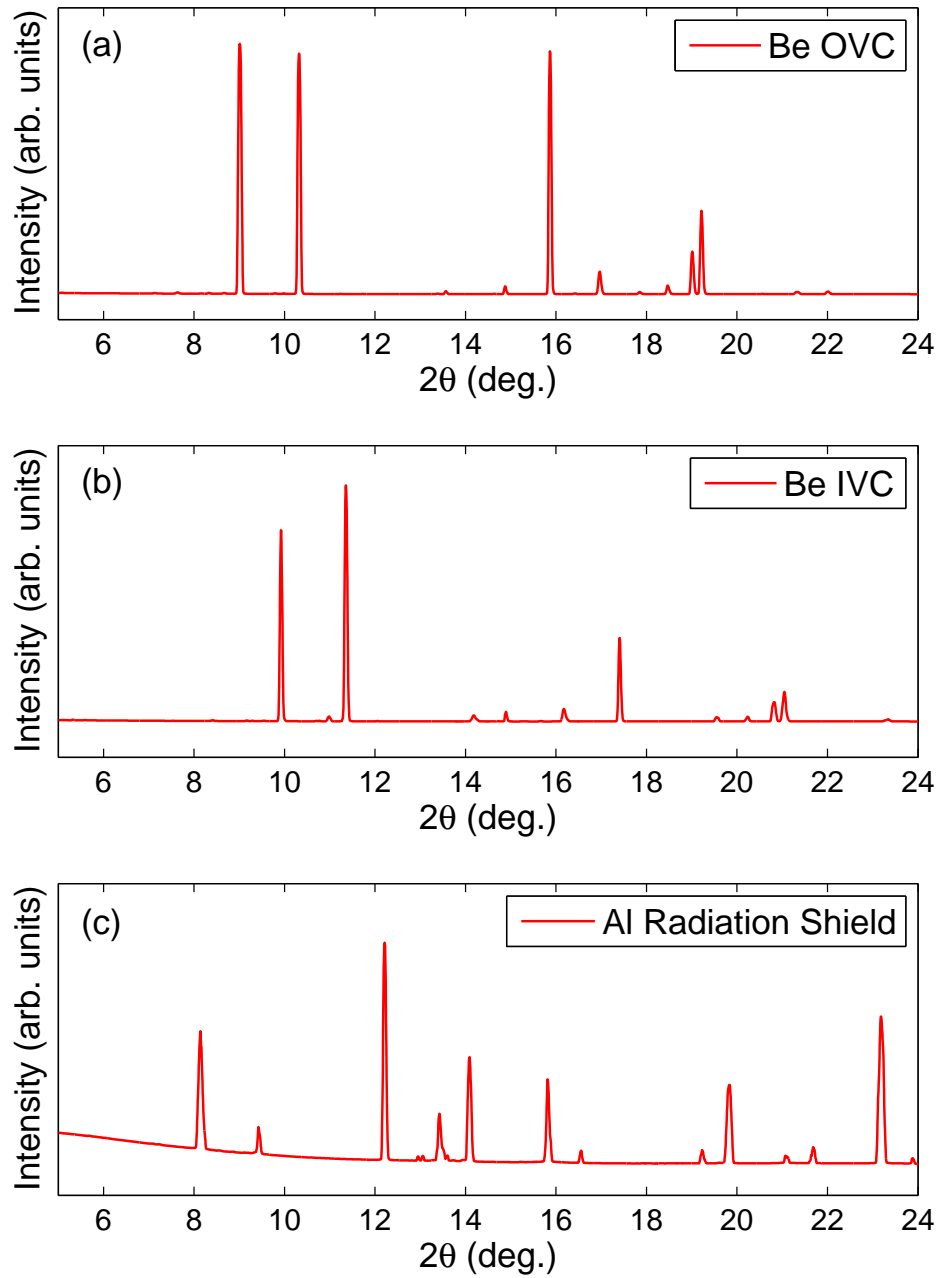 (a)
Be OVC
Intensity (arb. units)
6 8 10 12 14 16 18 20 22 24
2θ (deg.)
(b)
Be IVC
Intensity (arb. units)
6 8 10 12 14 16 18 20 22 24
2θ (deg.)
(c)
Al Radiation Shield
Intensity (arb. units)
6 8 10 12 14 16 18 20 22 24
2θ (deg.)